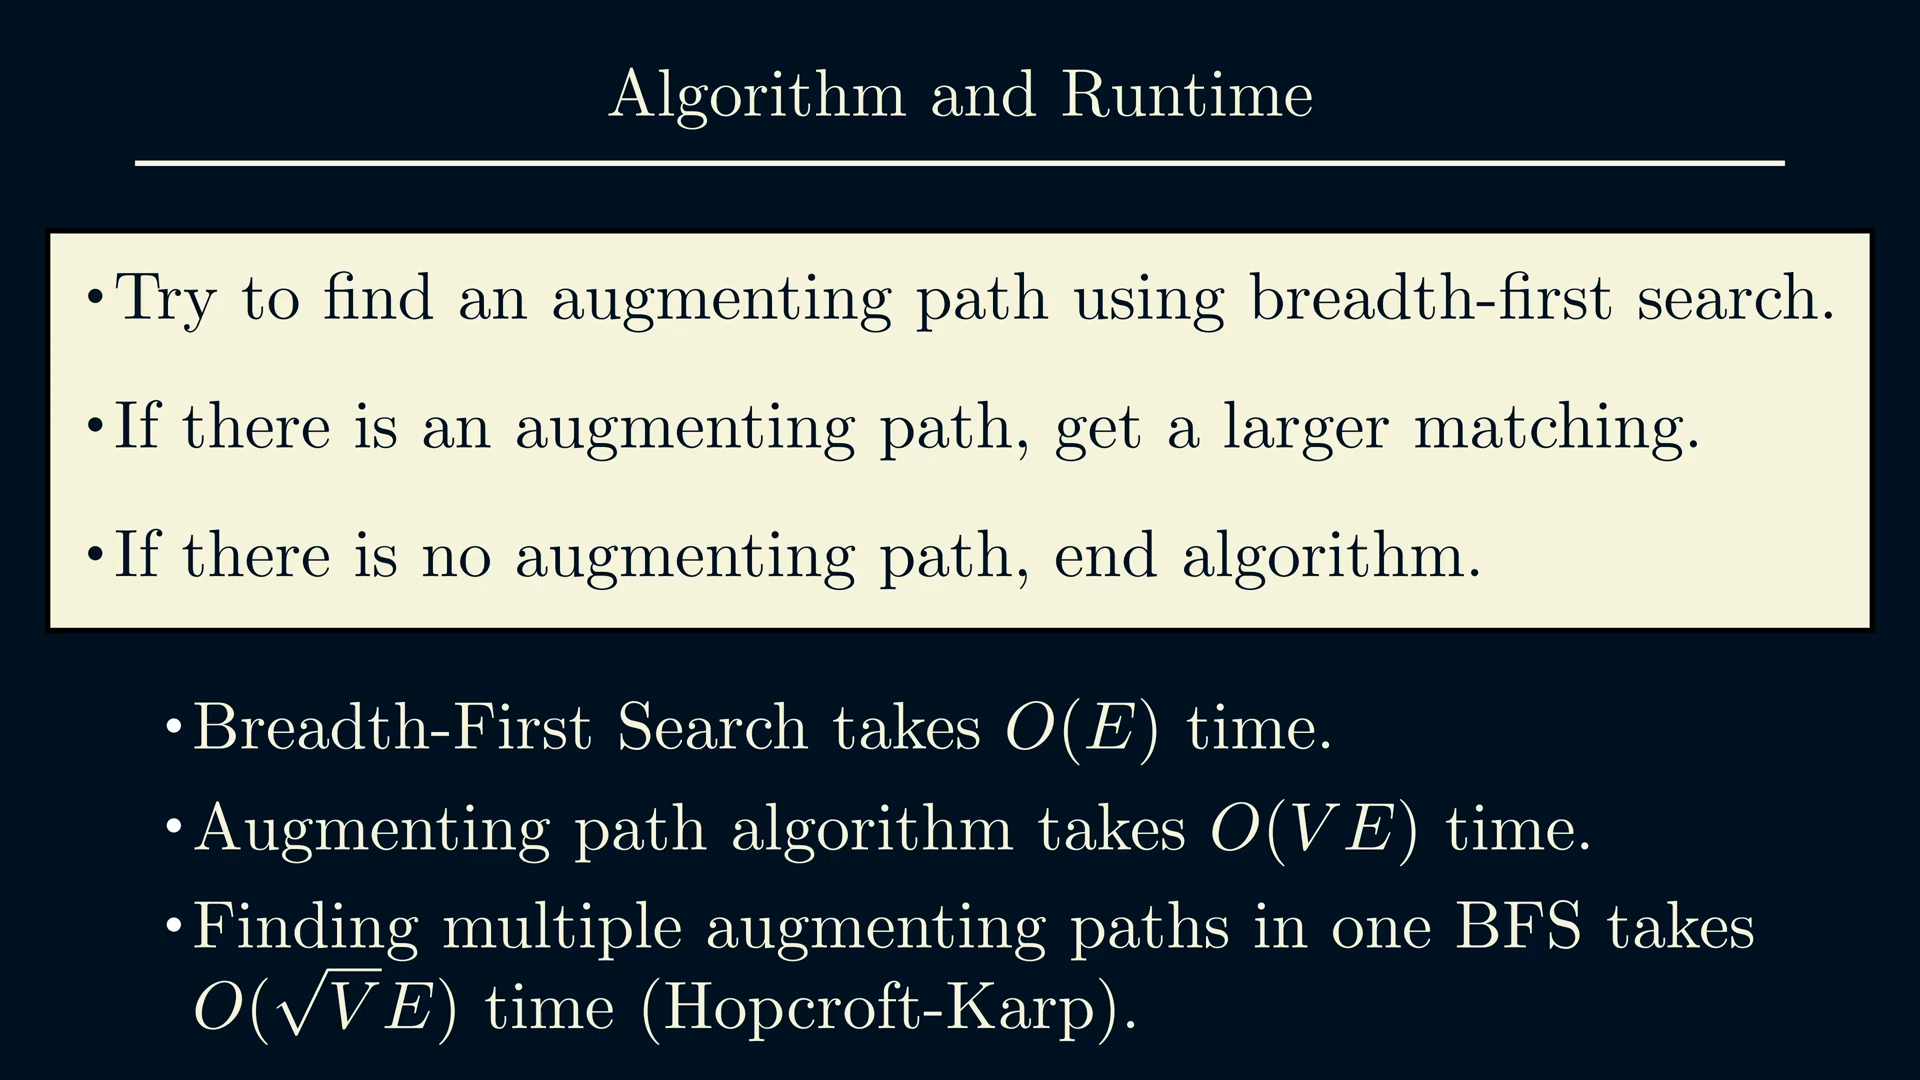 Algorithm and Runtime
•Try to find an augmenting path using breadth-first search.
•If there is an augmenting path, get a larger matching.
•If there is no augmenting path, end algorithm.
•Breadth-First Search takes O(E) time.
•Augmenting path algorithm takes O(VE) time.
•Finding multiple augmenting paths in one BFS takes
O(√VE) time (Hopcroft-Karp).